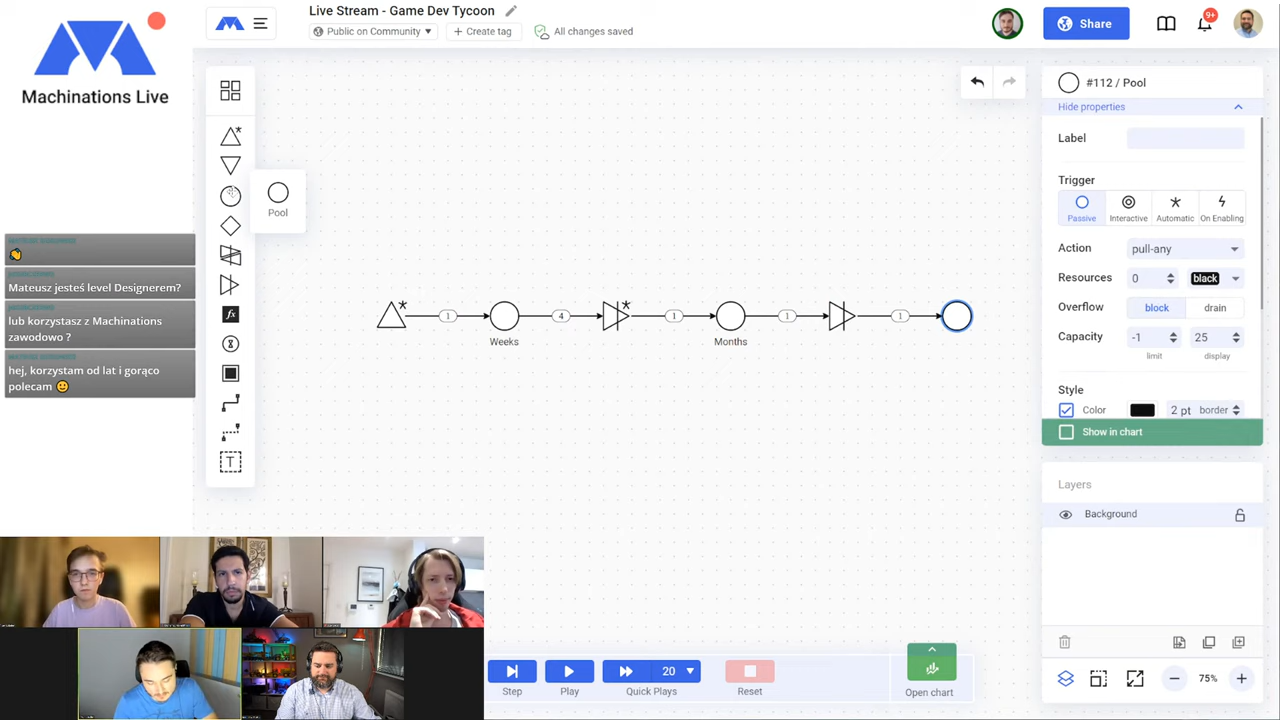 Machinations Live
Live Stream - Game Dev Tycoon
Public on Community
+ Create tag
All changes saved
Share
9+
Pool
fx
T
Mateusz jesteś level Designerem?
lub korzystasz z Machinations
zawodowo ?
hej, korzystam od lat i gorąco
polecam
1
4
1
1
1
Weeks
Months
#112 / Pool
Hide properties
Label
Trigger
Passive
Interactive
Automatic
On Enabling
Action
pull-any
Resources
0
black
Overflow
block
drain
Capacity
-1
25
limit
display
Style
Color
2 pt
border
Show in chart
Layers
Background
Step
Play
20
Quick Plays
Reset
Open chart
75%